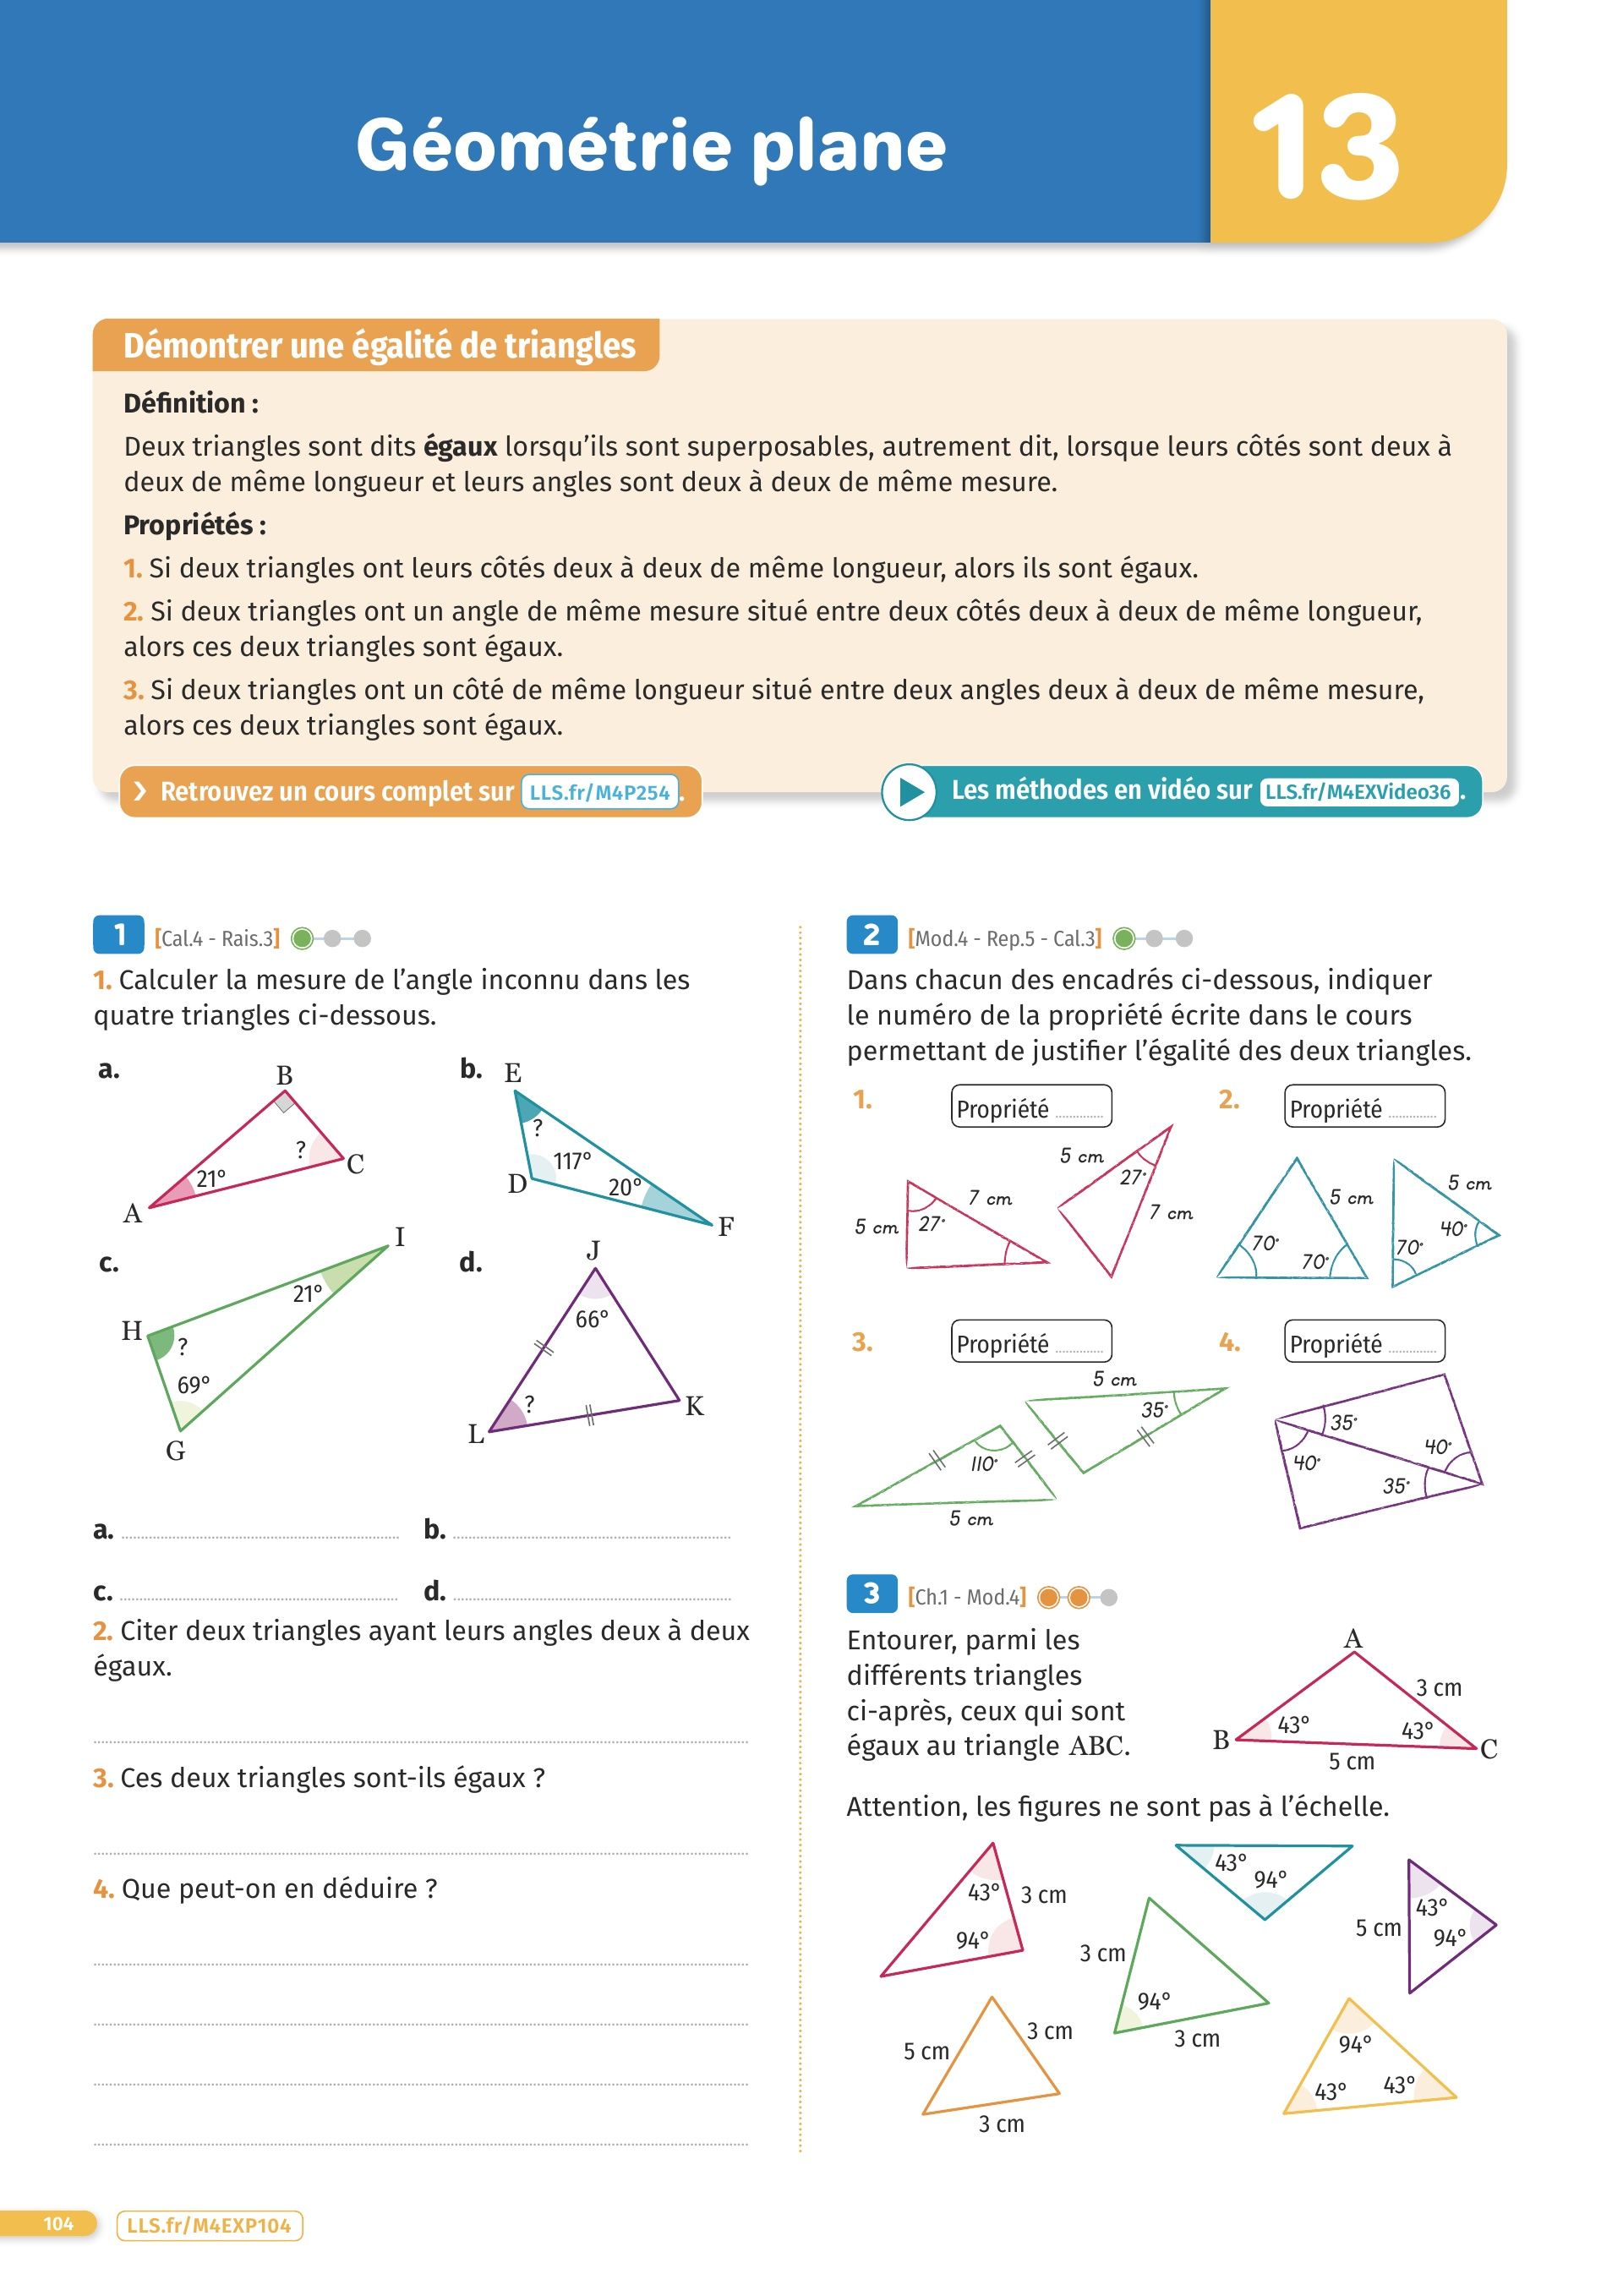 Géométrie plane
13
Démontrer une égalité de triangles
Définition :
Deux triangles sont dits égaux lorsqu'ils sont superposables, autrement dit, lorsque leurs côtés sont deux à
deux de même longueur et leurs angles sont deux à deux de même mesure.
Propriétés :
1. Si deux triangles ont leurs côtés deux à deux de même longueur, alors ils sont égaux.
2. Si deux triangles ont un angle de même mesure situé entre deux côtés deux à deux de même longueur,
alors ces deux triangles sont égaux.
3. Si deux triangles ont un côté de même longueur situé entre deux angles deux à deux de même mesure,
alors ces deux triangles sont égaux.
❯ Retrouvez un cours complet sur LLS.fr/M4P254.
Les méthodes en vidéo sur LLS.fr/M4EXVideo36.
1 [Cal.4 - Rais.3]
1. Calculer la mesure de l'angle inconnu dans les
quatre triangles ci-dessous.
a.
B
?
C
21°
A
b.
E
?
117°
D
20°
F
c.
I
21°
H
?
69°
G
d.
J
66°
?
K
L
a. ........ b. ........
c. ........ d. ........
2. Citer deux triangles ayant leurs angles deux à deux
égaux.
3. Ces deux triangles sont-ils égaux ?
4. Que peut-on en déduire ?
2 [Mod.4 - Rep.5 - Cal.3]
Dans chacun des encadrés ci-dessous, indiquer
le numéro de la propriété écrite dans le cours
permettant de justifier l'égalité des deux triangles.
1. Propriété ........
5 cm
27°
7 cm
7 cm
5 cm
27°
2. Propriété ........
5 cm
5 cm
40°
70°
70°
70°
3. Propriété ........
5 cm
35°
110°
5 cm
4. Propriété ........
35°
40°
40°
35°
3 [Ch.1 - Mod.4]
Entourer, parmi les
différents triangles
ci-après, ceux qui sont
égaux au triangle ABC.
A
3 cm
B
43°
43°
C
5 cm
Attention, les figures ne sont pas à l'échelle.
43°
3 cm
94°
43°
94°
5 cm
43°
94°
3 cm
94°
3 cm
5 cm
3 cm
3 cm
94°
43°
43°
104
LLS.fr/M4EXP104